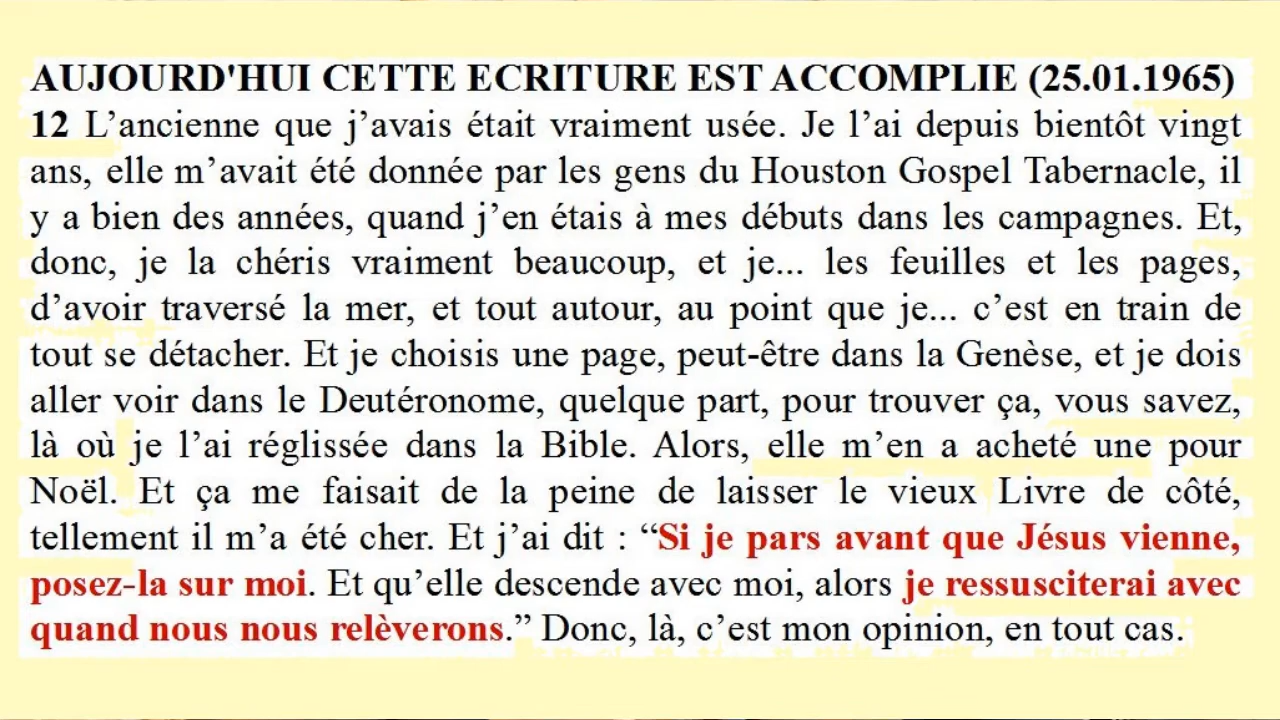 AUJOURD'HUI CETTE ECRITURE EST ACCOMPLIE (25.01.1965)
12 L’ancienne que j’avais était vraiment usée. Je l’ai depuis bientôt vingt
ans, elle m’avait été donnée par les gens du Houston Gospel Tabernacle, il
y a bien des années, quand j’en étais à mes débuts dans les campagnes. Et,
donc, je la chéris vraiment beaucoup, et je... les feuilles et les pages,
d’avoir traversé la mer, et tout autour, au point que je... c’est en train de
tout se détacher. Et je choisis une page, peut-être dans la Genèse, et je dois
aller voir dans le Deutéronome, quelque part, pour trouver ça, vous savez,
là où je l’ai réglissée dans la Bible. Alors, elle m’en a acheté une pour
Noël. Et ça me faisait de la peine de laisser le vieux Livre de côté,
tellement il m’a été cher. Et j’ai dit : “Si je pars avant que Jésus vienne,
posez-la sur moi. Et qu’elle descende avec moi, alors je ressusciterai avec
quand nous nous relèverons.” Donc, là, c’est mon opinion, en tout cas.